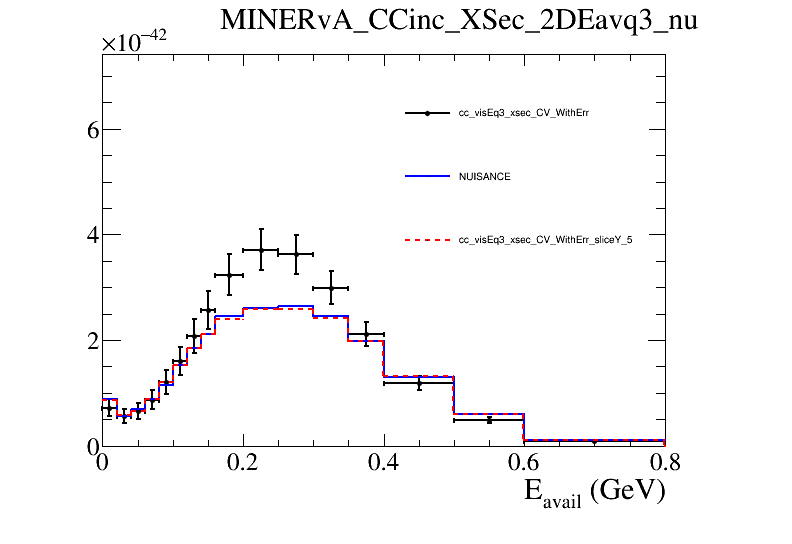 MINERvA_CCinc_XSec_2DEavq3_nu
×10⁻⁴²
cc_visEq3_xsec_CV_WithErr
NUISANCE
cc_visEq3_xsec_CV_WithErr_sliceY_5
6
4
2
0
0 0.2 0.4 0.6 0.8
E_avail (GeV)